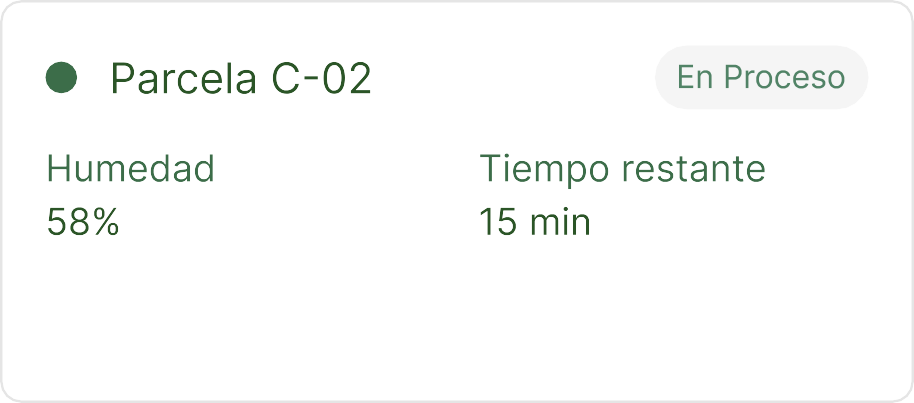 Parcela C-02
En Proceso
Humedad
Tiempo restante
58%
15 min